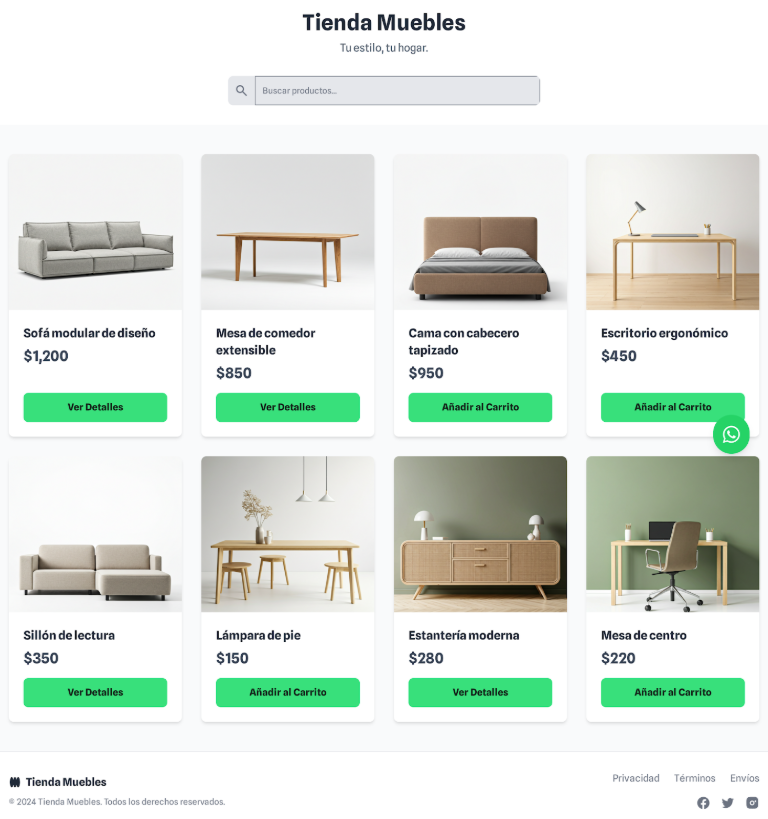 Tienda Muebles
Tu estilo, tu hogar.
Buscar productos...
Sofá modular de diseño
$1,200
Ver Detalles
Mesa de comedor
extensible
$850
Ver Detalles
Cama con cabecero
tapizado
$950
Añadir al Carrito
Escritorio ergonómico
$450
Añadir al Carrito
Sillón de lectura
$350
Ver Detalles
Lámpara de pie
$150
Añadir al Carrito
Estantería moderna
$280
Ver Detalles
Mesa de centro
$220
Añadir al Carrito
Tienda Muebles
© 2024 Tienda Muebles. Todos los derechos reservados.
Privacidad Términos Envíos